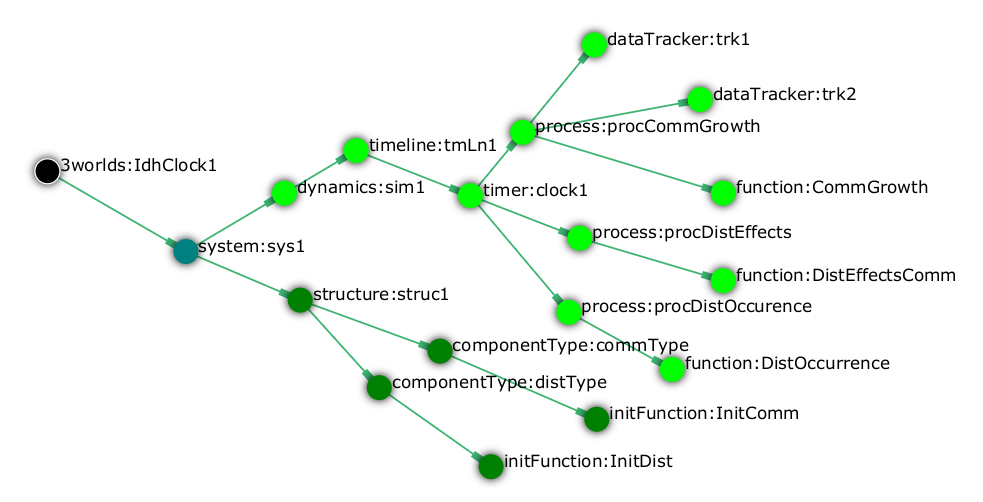 dataTracker:trk1
dataTracker:trk2
process:procCommGrowth
timeline:tmLn1
3worlds:IdhClock1
dynamics:sim1
timer:clock1
function:CommGrowth
process:procDistEffects
system:sys1
function:DistEffectsComm
structure:struc1
process:procDistOccurence
componentType:commType
function:DistOccurrence
componentType:distType
initFunction:InitComm
initFunction:InitDist